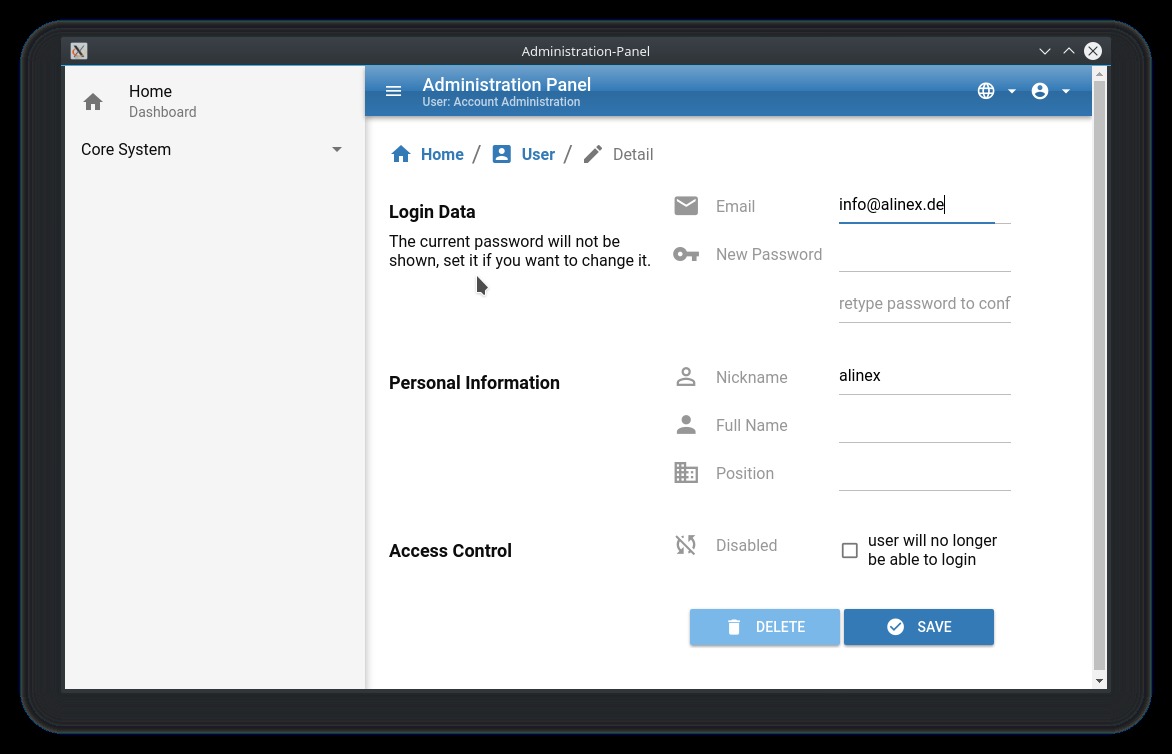 Administration-Panel
Home
Dashboard
Core System
Administration Panel
User: Account Administration
Home / User / Detail
Login Data
The current password will not be
shown, set it if you want to change it.
Email
info@alinex.de
New Password
retype password to conf
Personal Information
Nickname
alinex
Full Name
Position
Access Control
Disabled
user will no longer
be able to login
DELETE
SAVE